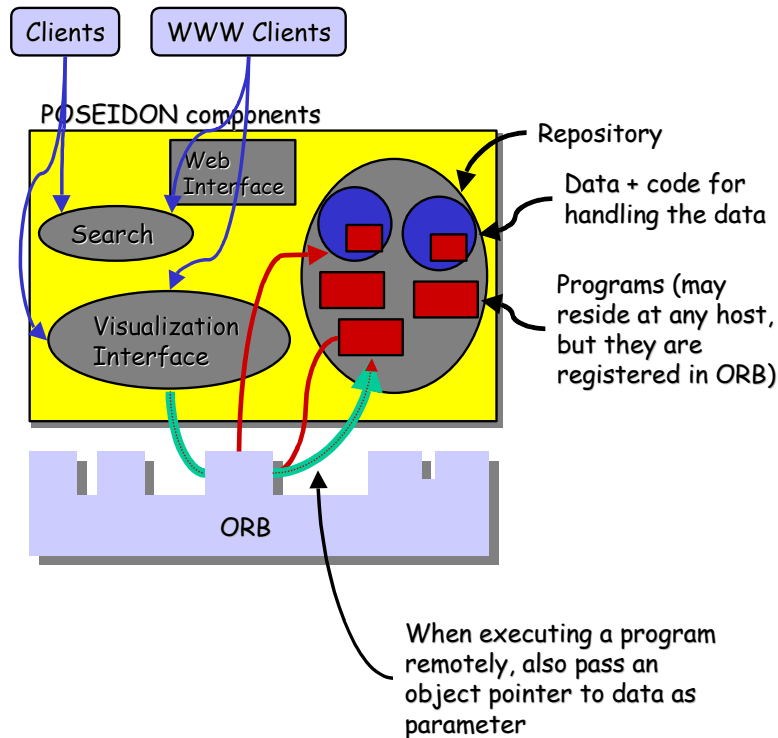 Clients
WWW Clients
POSEIDON components
Web
Interface
Repository
Data + code for
handling the data
Search
Programs (may
reside at any host,
but they are
registered in ORB)
Visualization
Interface
ORB
When executing a program
remotely, also pass an
object pointer to data as
parameter